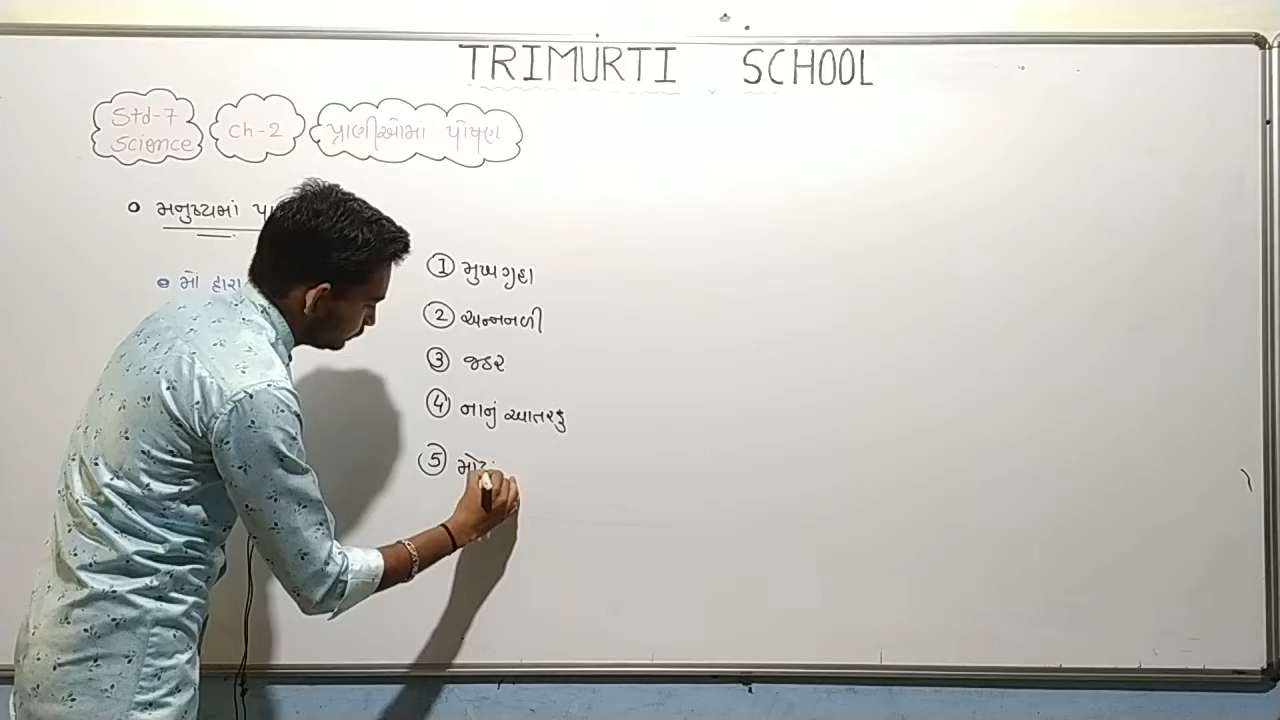 TRIMURTI SCHOOL
Std-7
Science
Ch-2
પ્રાણીઓમાં પોષણ
મનુષ્યમાં
મોં દ્વારા
① મુખગુહા
② અન્નનળી
③ જઠર
④ નાનું આંતરડું
⑤ મોટું